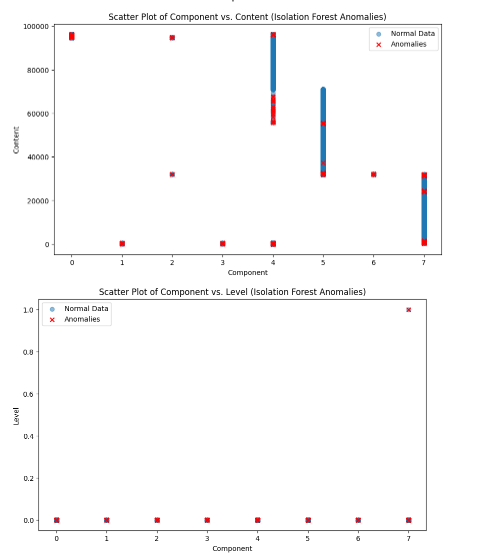 Scatter Plot of Component vs. Content (Isolation Forest Anomalies)
100000
80000
60000
40000
20000
0
Content
Normal Data
Anomalies
0 1 2 3 4 5 6 7
Component
Scatter Plot of Component vs. Level (Isolation Forest Anomalies)
1.0
0.8
0.6
0.4
0.2
0.0
Level
Normal Data
Anomalies
0 1 2 3 4 5 6 7
Component